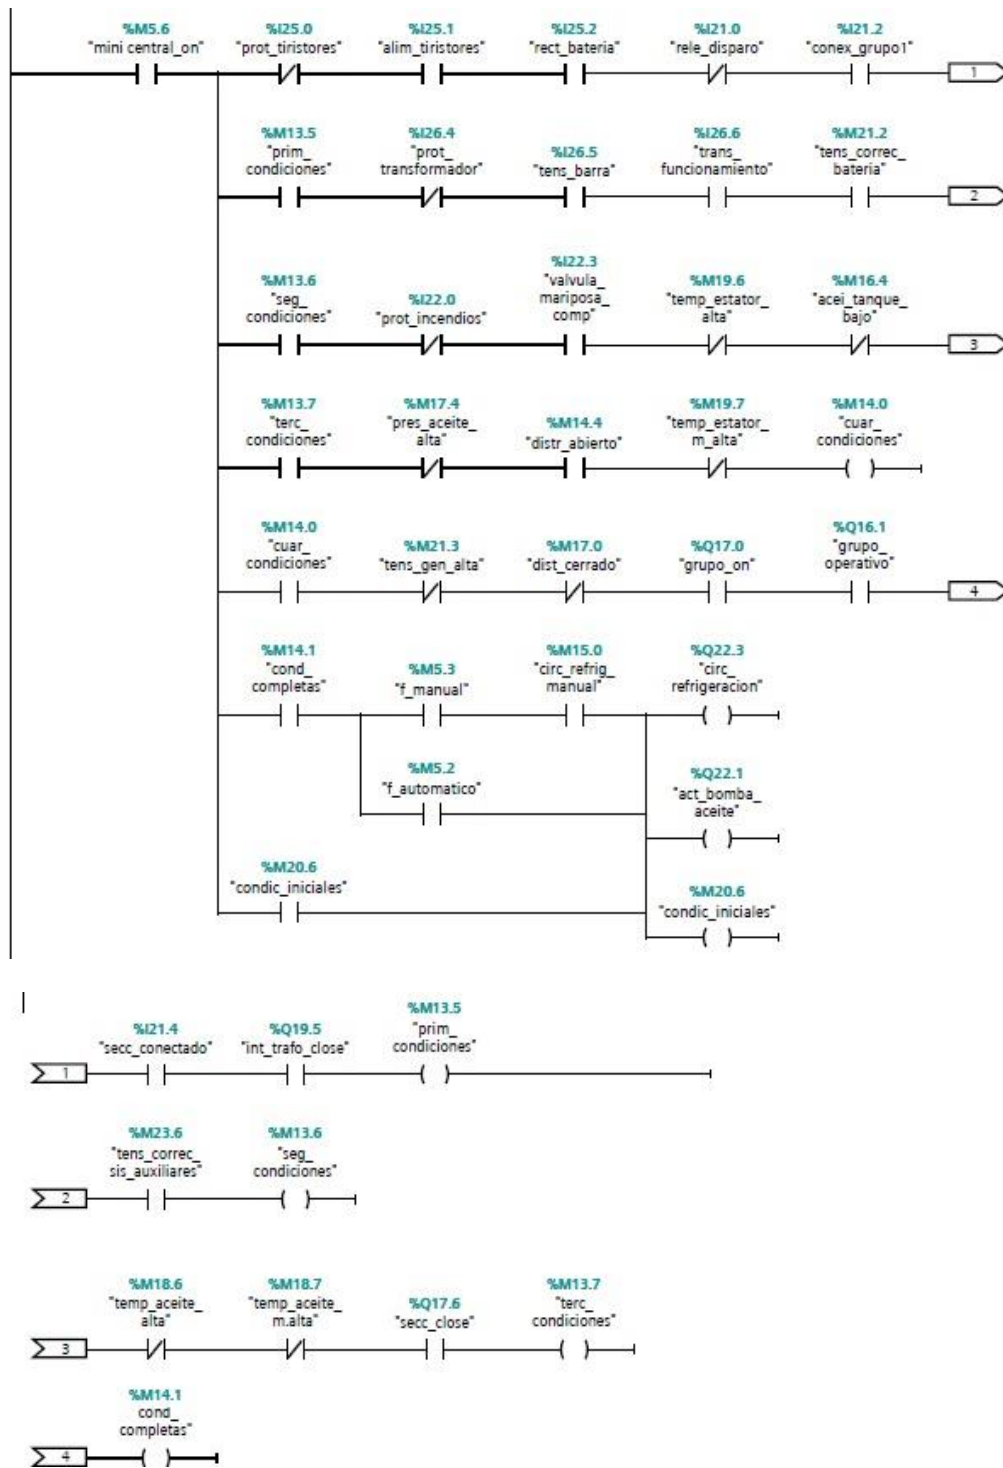 %M5.6 %I25.0 %I25.1 %I25.2 %I21.0 %I21.2
"mini central_on" "prot_tiristores" "alim_tiristores" "rect_bateria" "rele_disparo" "conex_grupo1"
1
%M13.5 %I26.4 %I26.6 %M21.2
"prim_ "prot_ %I26.5 "trans_ "tens_correc_
condiciones" transformador" "tens_barra" funcionamiento" bateria"
2
%I22.3
%M13.6 "valvula_ %M19.6 %M16.4
"seg_ %I22.0 mariposa_ "temp_estator_ "acei_tanque_
condiciones" "prot_incendios" comp" alta" bajo"
3
%M13.7 %M17.4 %M19.7 %M14.0
"terc_ "pres_aceite_ %M14.4 "temp_estator_ "cuar_
condiciones" alta" "distr_abierto" m_alta" condiciones"
%M14.0 %Q16.1
"cuar_ %M21.3 %M17.0 %Q17.0 "grupo_
condiciones" "tens_gen_alta" "dist_cerrado" "grupo_on" operativo"
4
%M14.1 %M15.0 %Q22.3
"cond_ %M5.3 "circ_refrig_ "circ_
completas" "f_manual" manual" refrigeracion"
%M5.2 %Q22.1
"f_automatico" "act_bomba_
aceite"
%M20.6
"condic_iniciales" %M20.6
"condic_iniciales"
%M13.5
%I21.4 %Q19.5 "prim_
"secc_conectado" "int_trafo_close" condiciones"
1
%M23.6 %M13.6
"tens_correc_ "seg_
sis_auxiliares" condiciones"
2
%M18.6 %M18.7 %M13.7
"temp_aceite_ "temp_aceite_ %Q17.6 "terc_
alta" m.alta" "secc_close" condiciones"
3
%M14.1
cond_
completas"
4